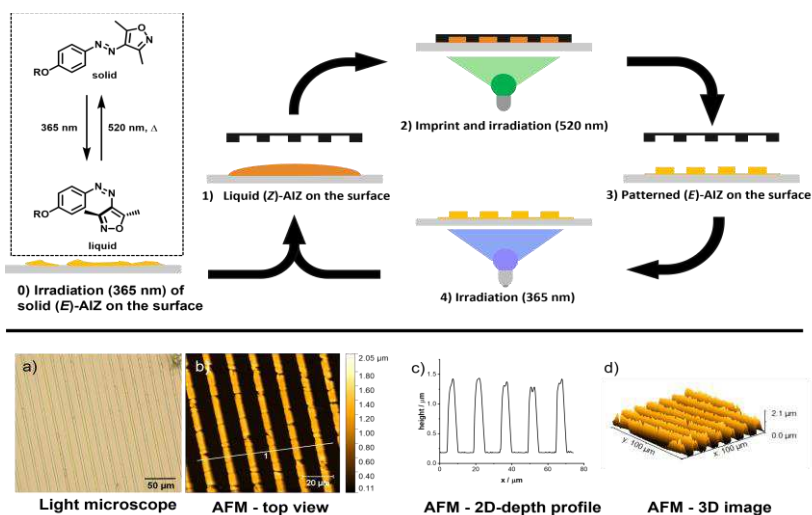 N
N
O
N
RO
solid
365 nm
520 nm, Δ
N
N
RO
O
N
liquid
0) Irradiation (365 nm) of
solid (E)-AIZ on the surface
1) Liquid (Z)-AIZ on the surface
2) Imprint and irradiation (520 nm)
3) Patterned (E)-AIZ on the surface
4) Irradiation (365 nm)
a)
50 µm
Light microscope
b)
1
20 µm
2.05 µm
1.80
1.60
1.40
1.20
1.00
0.80
0.60
0.40
0.11
AFM - top view
c)
height / µm
1.5
1.0
0.5
0.0
0
20
40
60
80
x / µm
AFM - 2D-depth profile
d)
2.1 µm
0.0 µm
y: 100 µm
x: 100 µm
AFM - 3D image